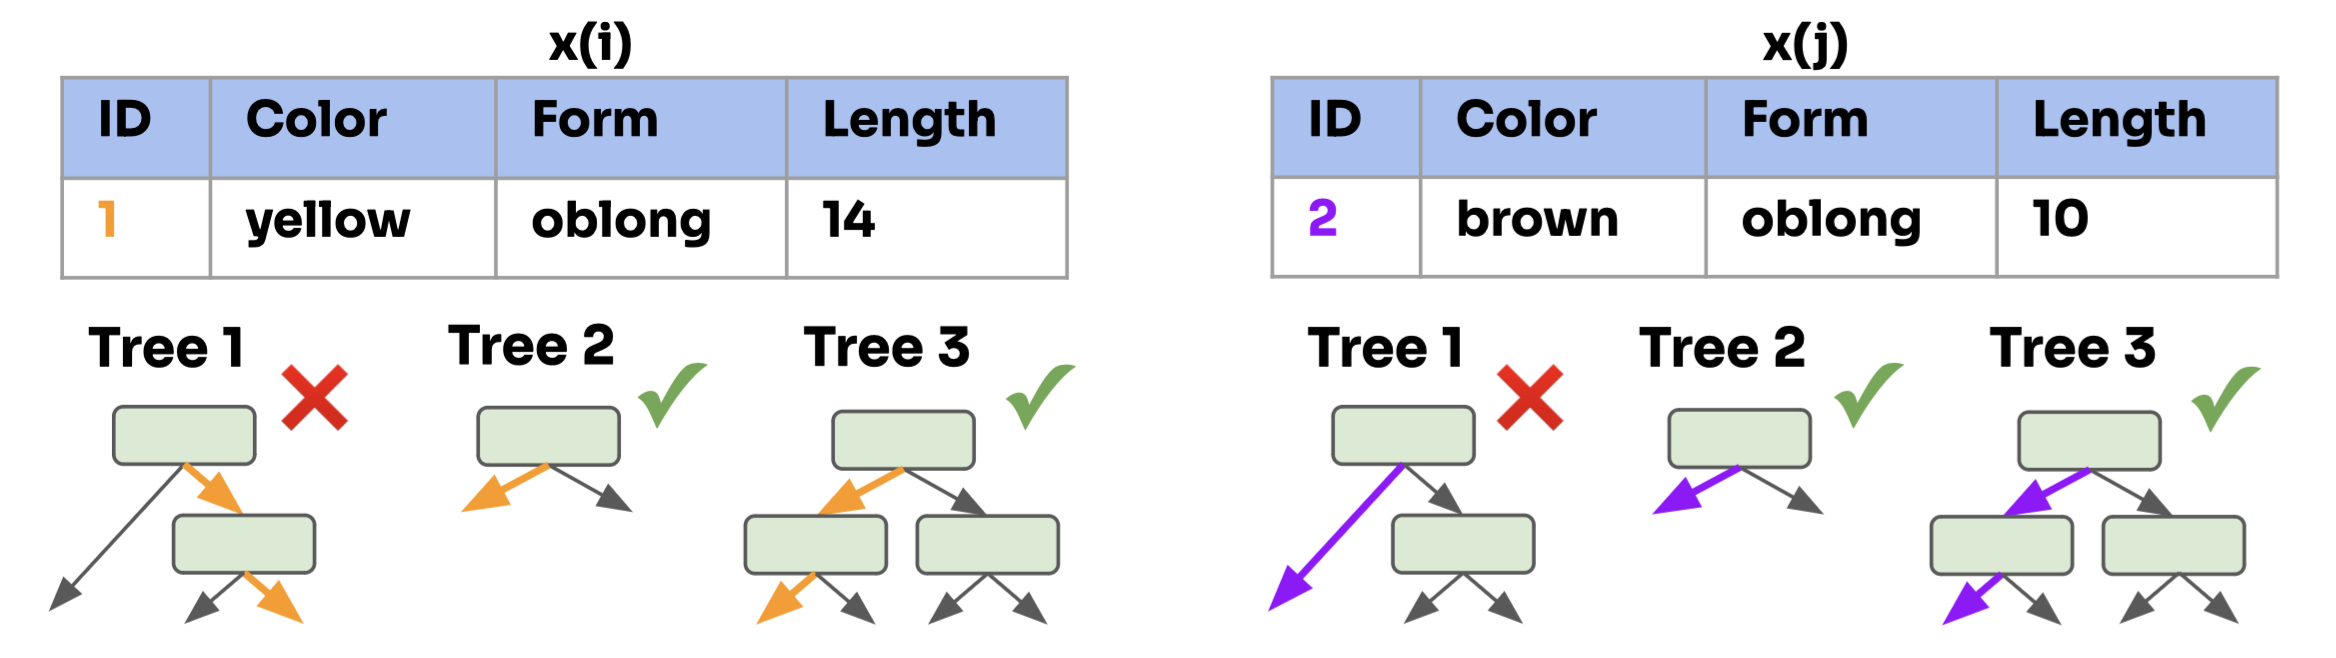 x(i)
ID Color Form Length
1 yellow oblong 14
Tree 1 Tree 2 Tree 3
x(j)
ID Color Form Length
2 brown oblong 10
Tree 1 Tree 2 Tree 3